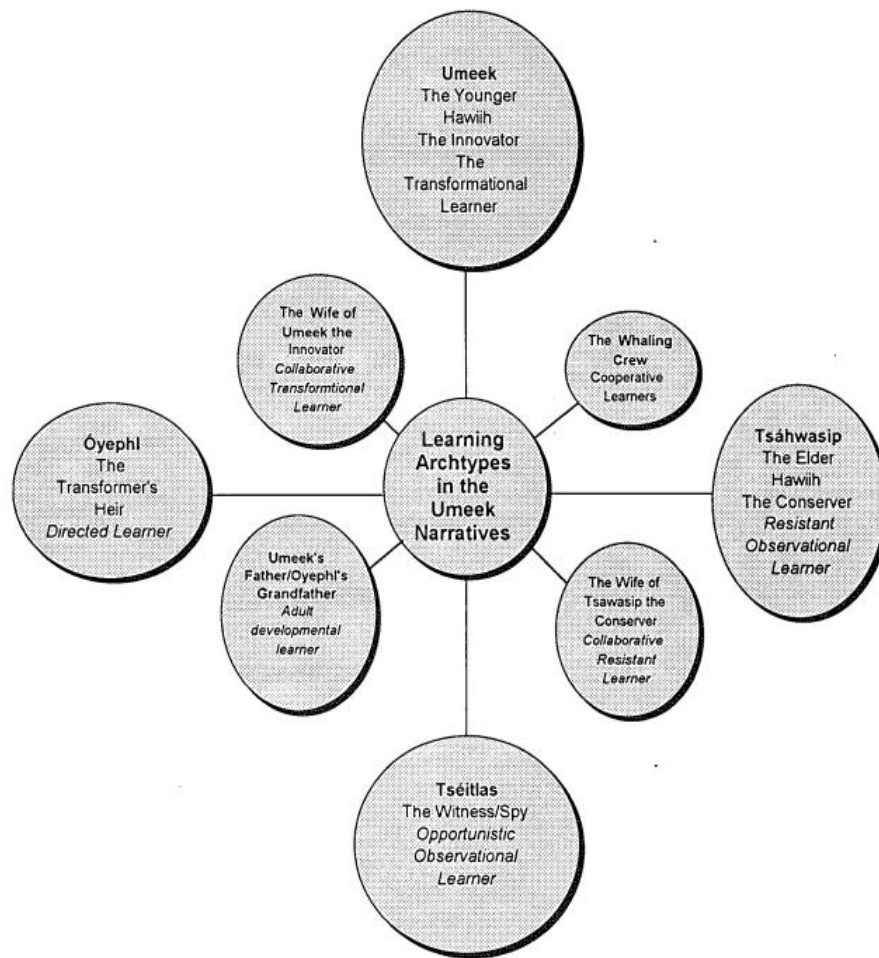 Umeek
The Younger
Hawiih
The Innovator
The
Transformational
Learner
The Wife of
Umeek the
Innovator
Collaborative
Transformtional
Learner
The Whaling
Crew
Cooperative
Learners
Óyephl
The
Transformer's
Heir
Directed Learner
Learning
Archtypes
in the
Umeek
Narratives
Tsáhwasip
The Elder
Hawiih
The Conserver
Resistant
Observational
Learner
Umeek's
Father/Oyephl's
Grandfather
Adult
developmental
learner
The Wife of
Tsawasip the
Conserver
Collaborative
Resistant
Learner
Tséitlas
The Witness/Spy
Opportunistic
Observational
Learner